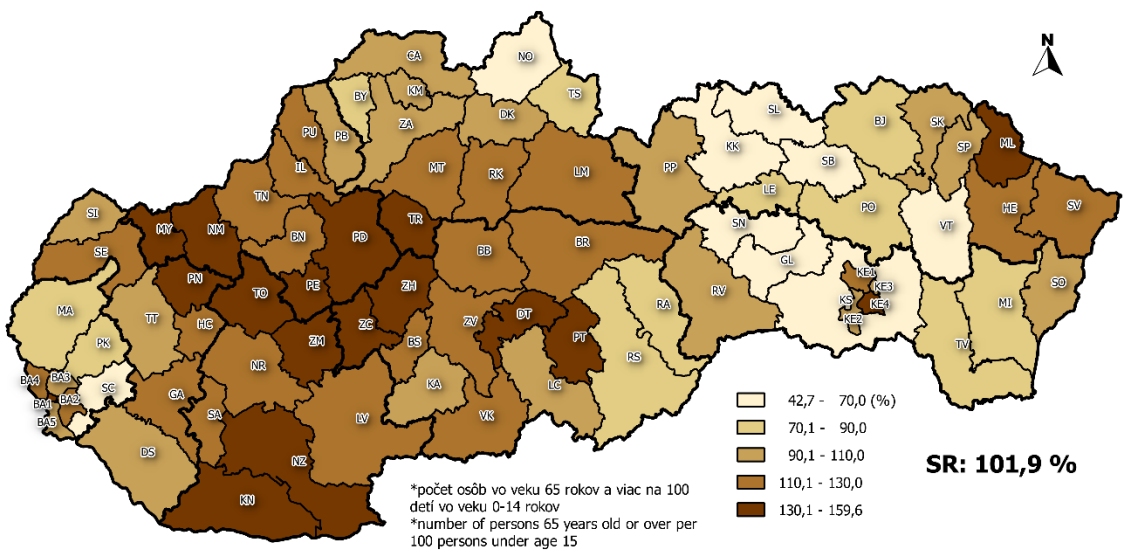 N
CA
NO
KM
BY
TS
DK
ZA
PU
PB
SL
BJ
SK
KK
SP
ML
IL
MT
RK
LM
PP
SB
LE
TN
PO
HE
SV
SI
MY
NM
BN
PD
TR
SN
VT
SE
BB
BR
GL
PN
TO
PE
ZH
RV
KE1
KE3
SO
MA
TT
HC
ZC
ZV
DT
RA
KS
KE4
MI
ZM
BS
PT
KE2
PK
TV
NR
RS
BA4
BA3
SC
KA
LC
BA1
BA2
GA
SA
LV
VK
BA5
DS
NZ
KN
42,7 - 70,0 (%)
70,1 - 90,0
90,1 - 110,0
110,1 - 130,0
130,1 - 159,6
SR: 101,9 %
*počet osôb vo veku 65 rokov a viac na 100
detí vo veku 0-14 rokov
*number of persons 65 years old or over per
100 persons under age 15